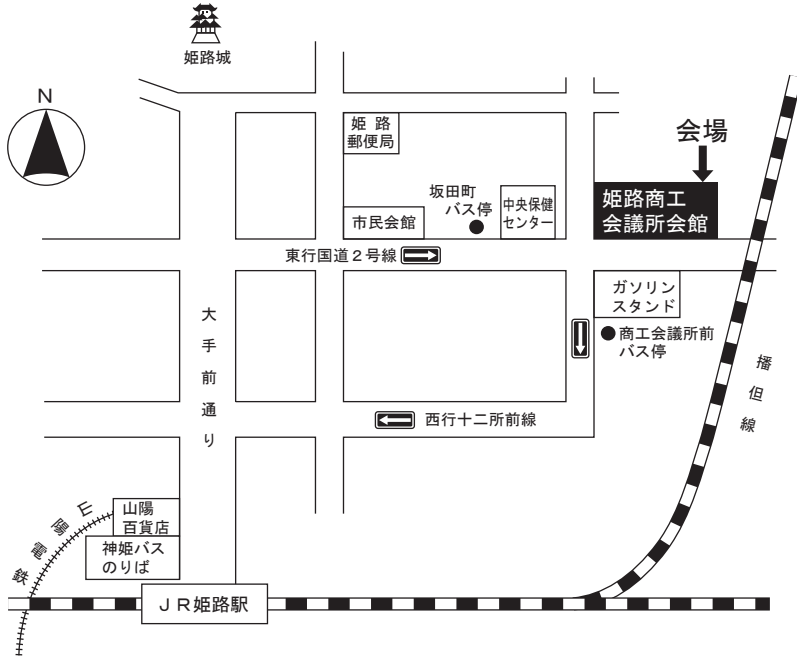 姫路城
N
姫 路
郵便局
会場
坂田町
バス停
中央保健
センター
姫路商工
会議所会館
市民会館
東行国道２号線
ガソリン
スタンド
大手前通り
商工会議所前
バス停
播但線
西行十二所前線
山陽
百貨店
神姫バス
のりば
山陽電鉄
ＪＲ姫路駅